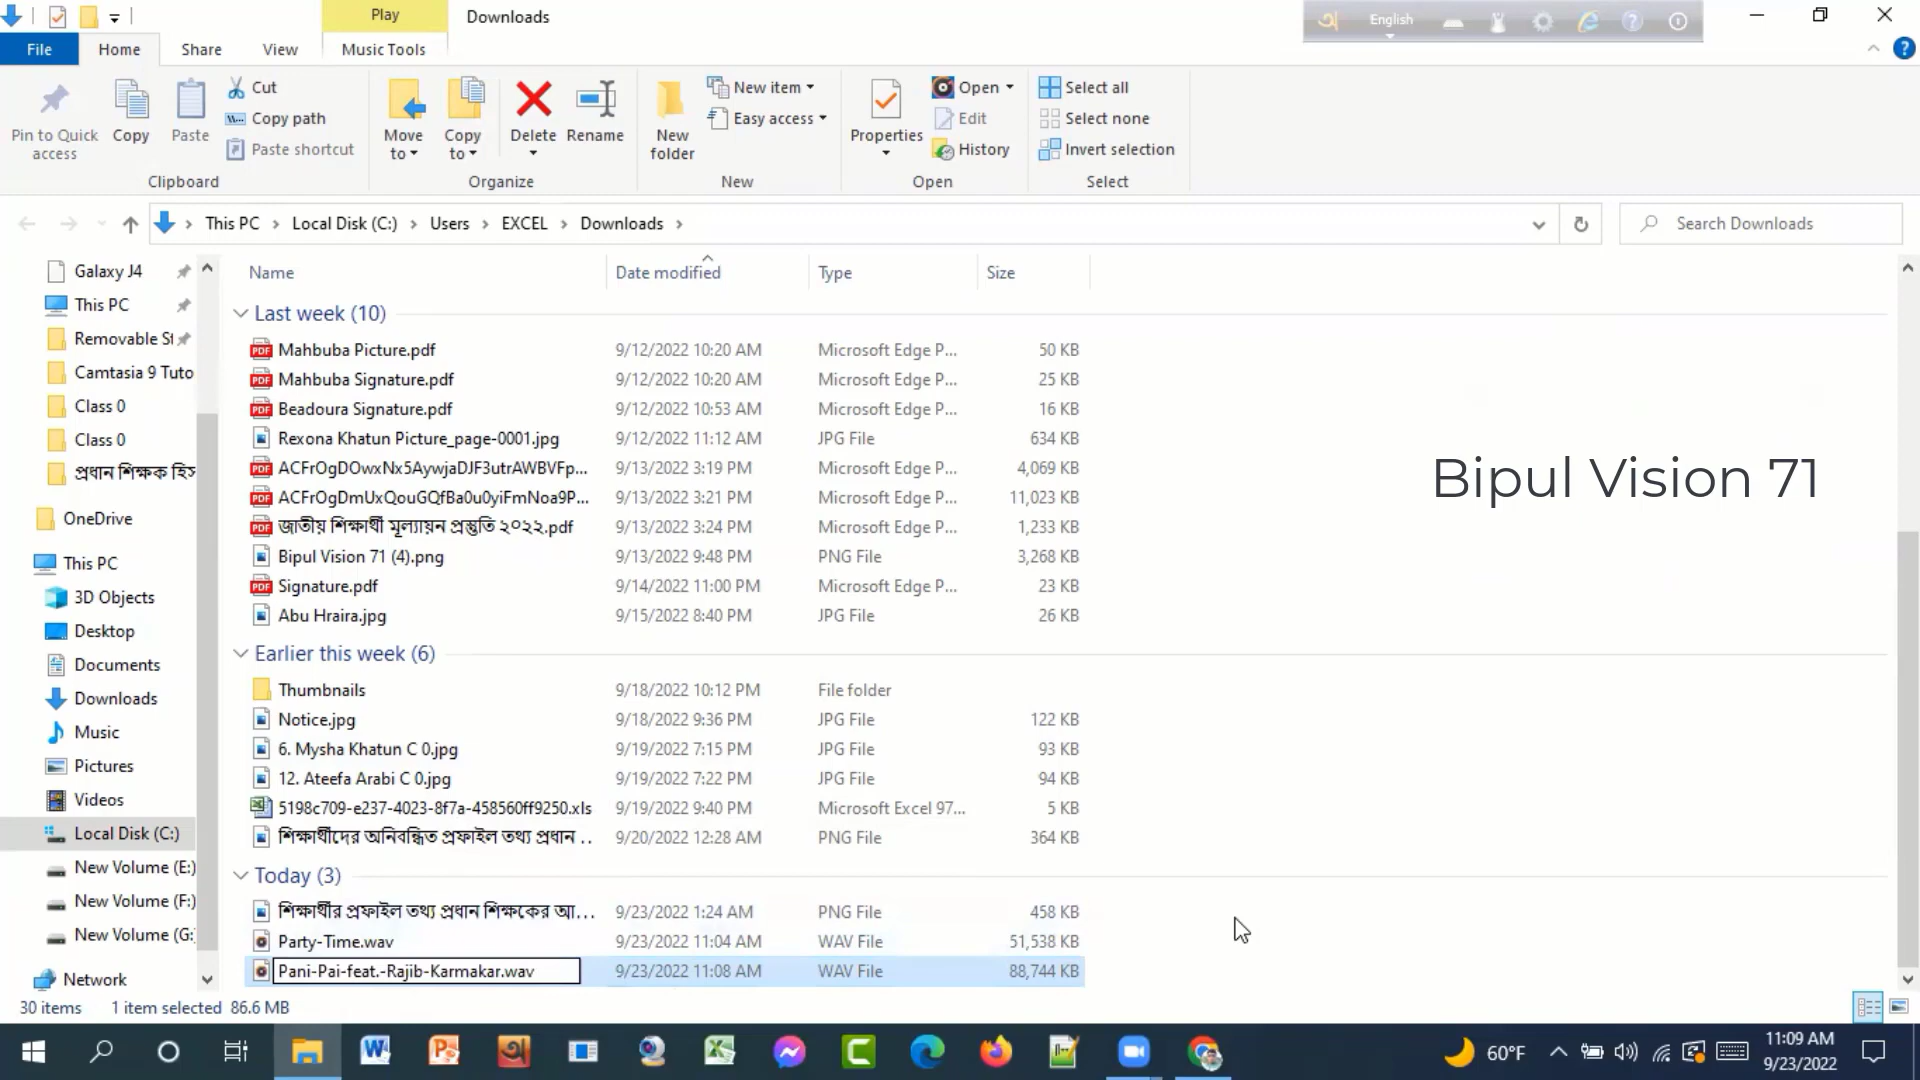 Play
Downloads
English
File
Home
Share
View
Music Tools
Pin to Quick access
Copy
Paste
Cut
Copy path
Paste shortcut
Clipboard
Move to
Copy to
Delete
Rename
Organize
New folder
New item
Easy access
New
Properties
Open
Edit
History
Open
Select all
Select none
Invert selection
Select
This PC > Local Disk (C:) > Users > EXCEL > Downloads >
Search Downloads
Galaxy J4
This PC
Removable St
Camtasia 9 Tuto
Class 0
Class 0
প্রধান শিক্ষক হিস
OneDrive
This PC
3D Objects
Desktop
Documents
Downloads
Music
Pictures
Videos
Local Disk (C:)
New Volume (E:)
New Volume (F:)
New Volume (G:
Network
Name Date modified Type Size
Last week (10)
Mahbuba Picture.pdf 9/12/2022 10:20 AM Microsoft Edge P... 50 KB
Mahbuba Signature.pdf 9/12/2022 10:20 AM Microsoft Edge P... 25 KB
Beadoura Signature.pdf 9/12/2022 10:53 AM Microsoft Edge P... 16 KB
Rexona Khatun Picture_page-0001.jpg 9/12/2022 11:12 AM JPG File 634 KB
ACFrOgDOwxNx5AywjaDJF3utrAWBVFp... 9/13/2022 3:19 PM Microsoft Edge P... 4,069 KB
ACFrOgDmUxQouGQfBa0u0yiFmNoa9P... 9/13/2022 3:21 PM Microsoft Edge P... 11,023 KB
জাতীয় শিক্ষার্থী মূল্যায়ন প্রস্তুতি ২০২২.pdf 9/13/2022 3:24 PM Microsoft Edge P... 1,233 KB
Bipul Vision 71 (4).png 9/13/2022 9:48 PM PNG File 3,268 KB
Signature.pdf 9/14/2022 11:00 PM Microsoft Edge P... 23 KB
Abu Hraira.jpg 9/15/2022 8:40 PM JPG File 26 KB
Earlier this week (6)
Thumbnails 9/18/2022 10:12 PM File folder
Notice.jpg 9/18/2022 9:36 PM JPG File 122 KB
6. Mysha Khatun C 0.jpg 9/19/2022 7:15 PM JPG File 93 KB
12. Ateefa Arabi C 0.jpg 9/19/2022 7:22 PM JPG File 94 KB
5198c709-e237-4023-8f7a-458560ff9250.xls 9/19/2022 9:40 PM Microsoft Excel 97... 5 KB
শিক্ষার্থীদের অনিবন্ধিত প্রফাইল তথ্য প্রধান .. 9/20/2022 12:28 AM PNG File 364 KB
Today (3)
শিক্ষার্থীর প্রফাইল তথ্য প্রধান শিক্ষকের আ... 9/23/2022 1:24 AM PNG File 458 KB
Party-Time.wav 9/23/2022 11:04 AM WAV File 51,538 KB
Pani-Pai-feat.-Rajib-Karmakar.wav 9/23/2022 11:08 AM WAV File 88,744 KB
Bipul Vision 71
30 items 1 item selected 86.6 MB
60°F
11:09 AM
9/23/2022